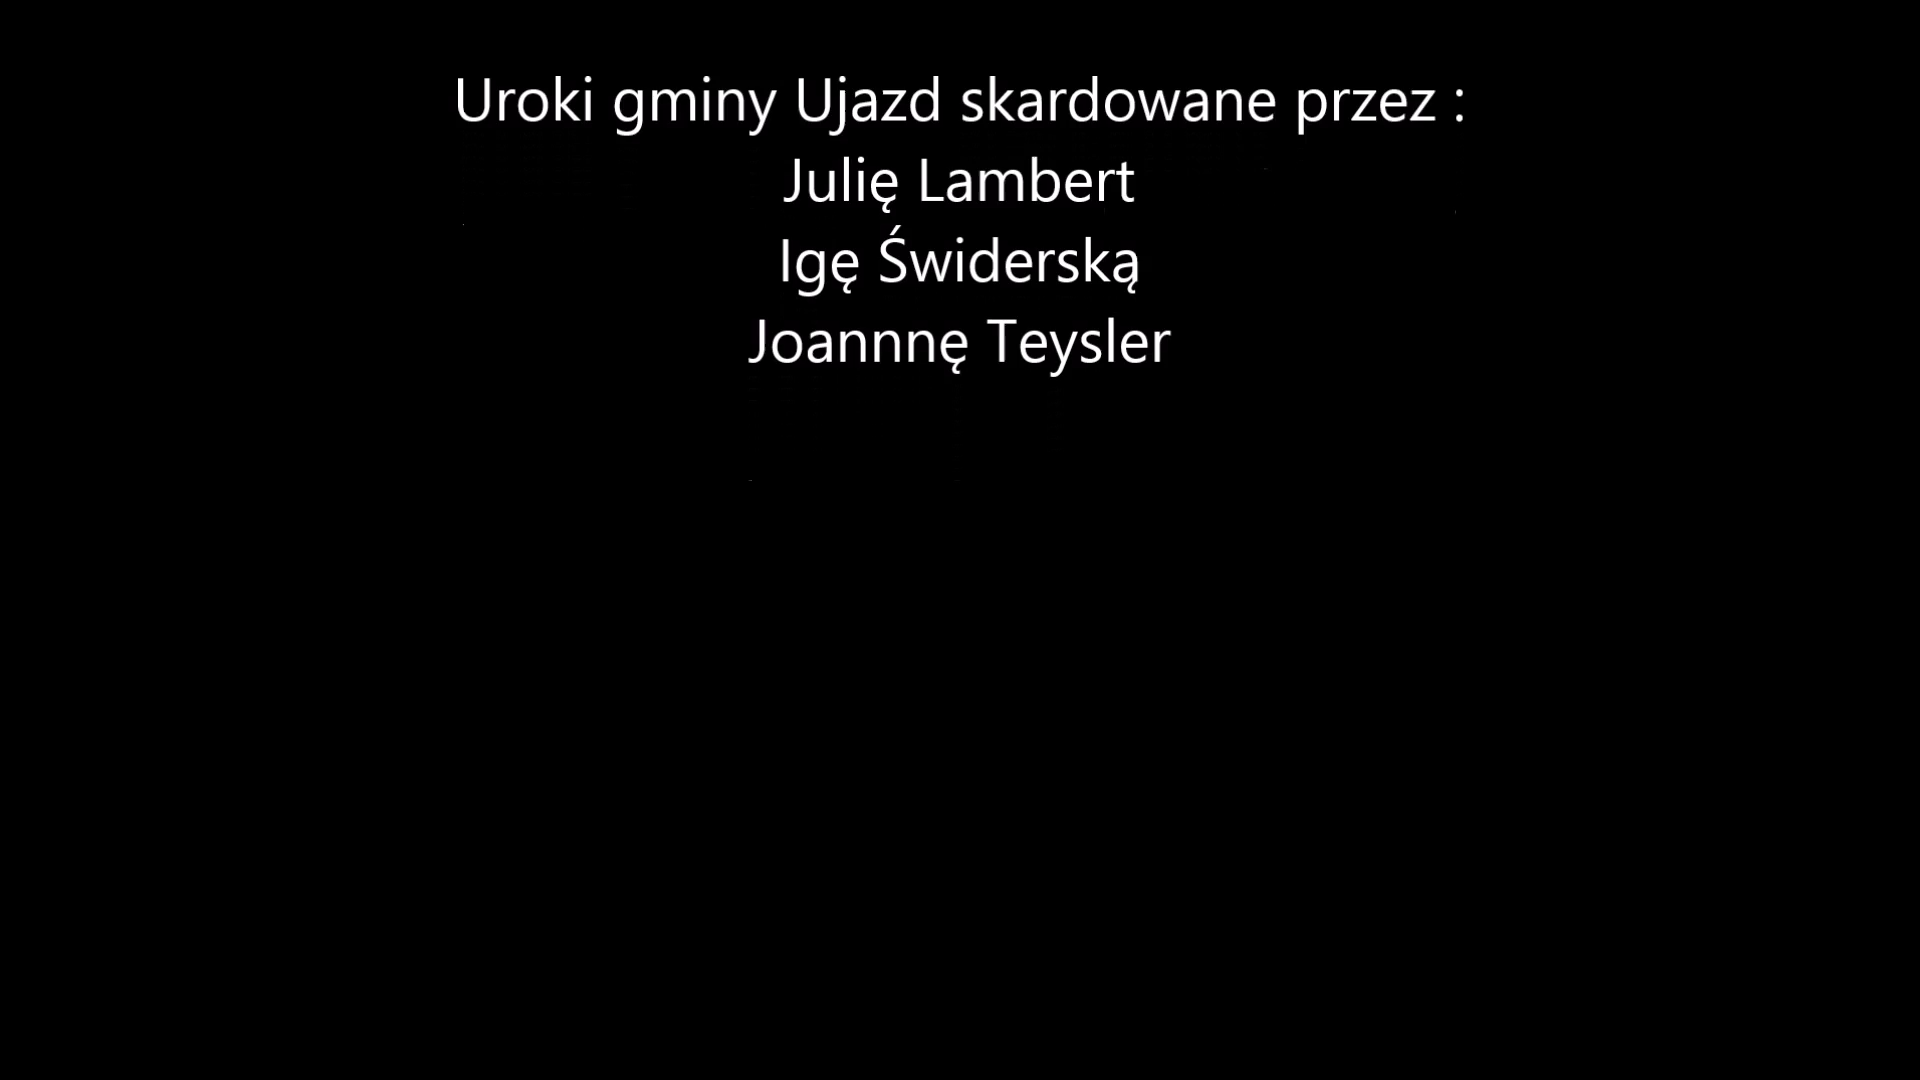 Uroki gminy Ujazd skardowane przez :
Julię Lambert
Igę Świderską
Joannnę Teysler